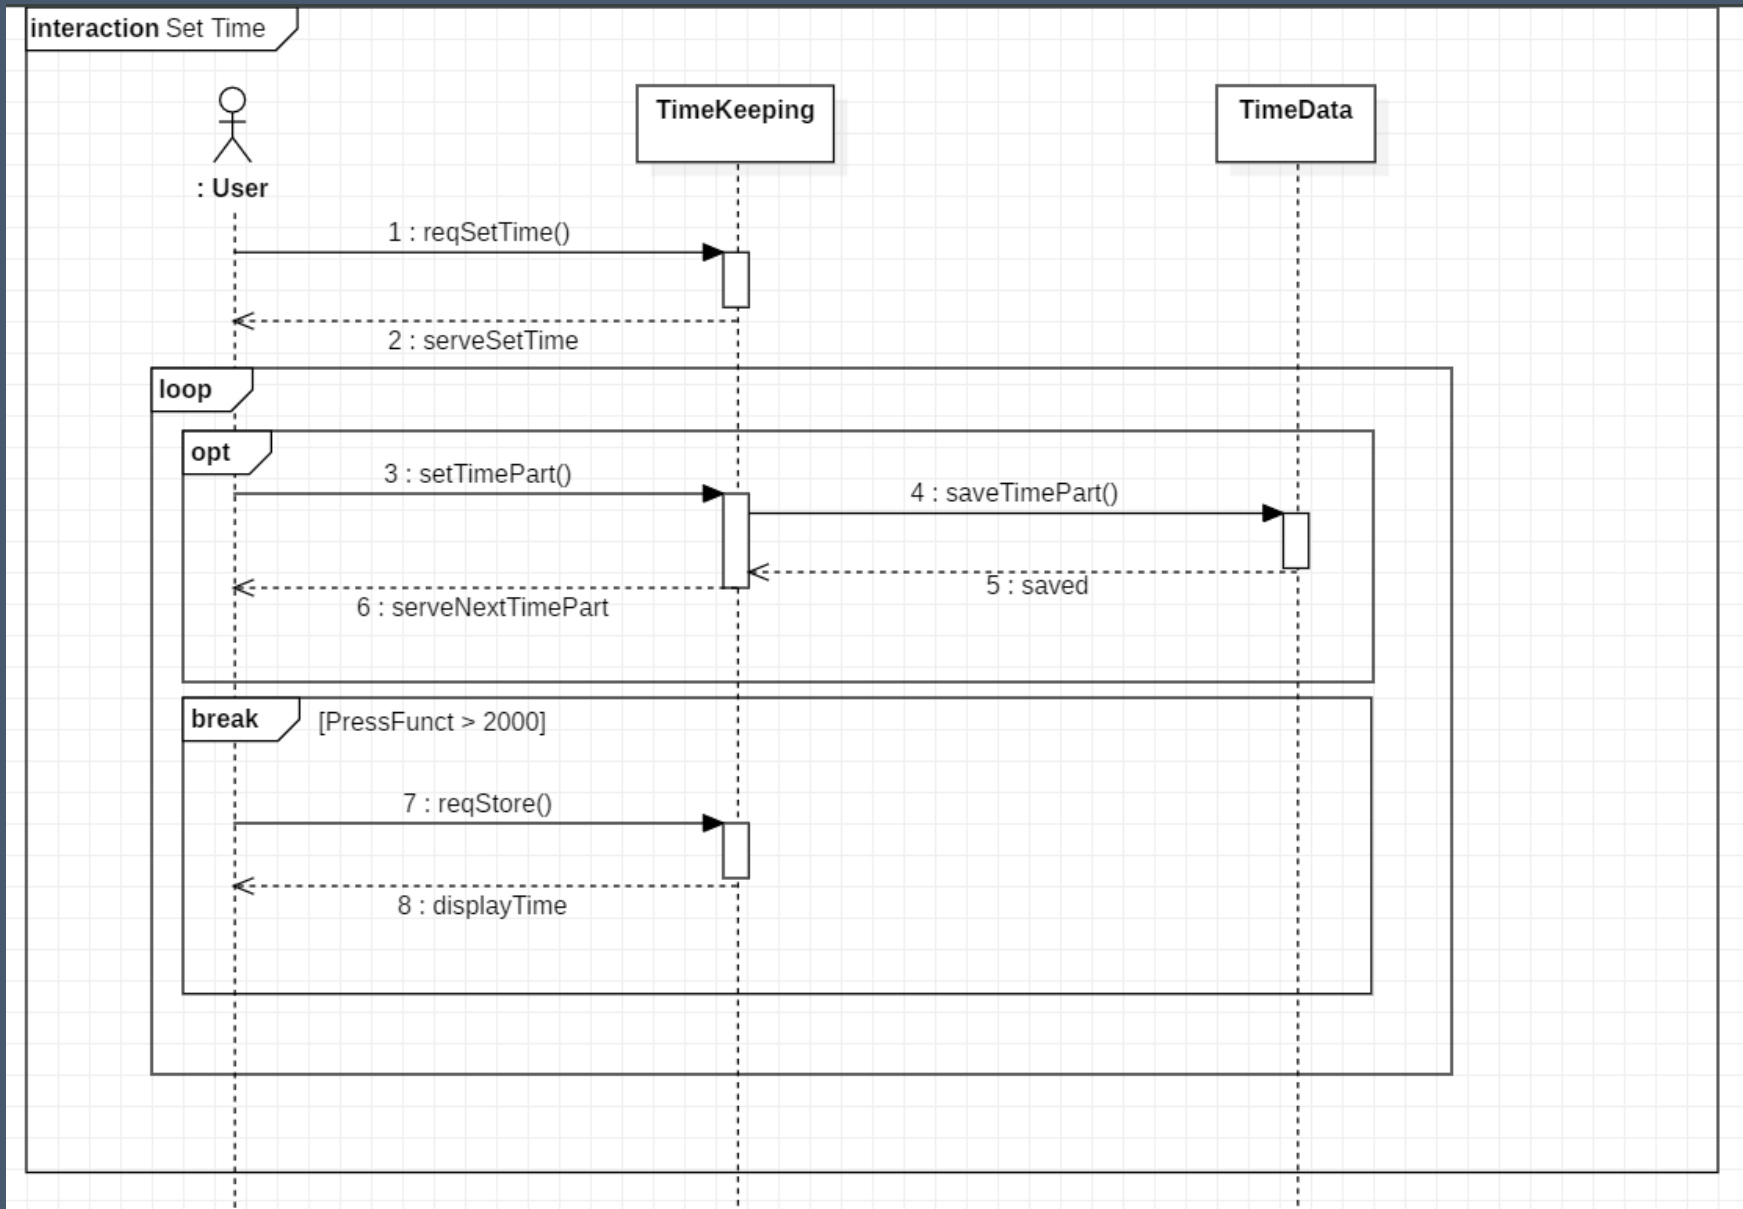 interaction Set Time
: User
TimeKeeping
TimeData
1 : reqSetTime()
2 : serveSetTime
loop
opt
3 : setTimePart()
4 : saveTimePart()
5 : saved
6 : serveNextTimePart
break
[PressFunct > 2000]
7 : reqStore()
8 : displayTime